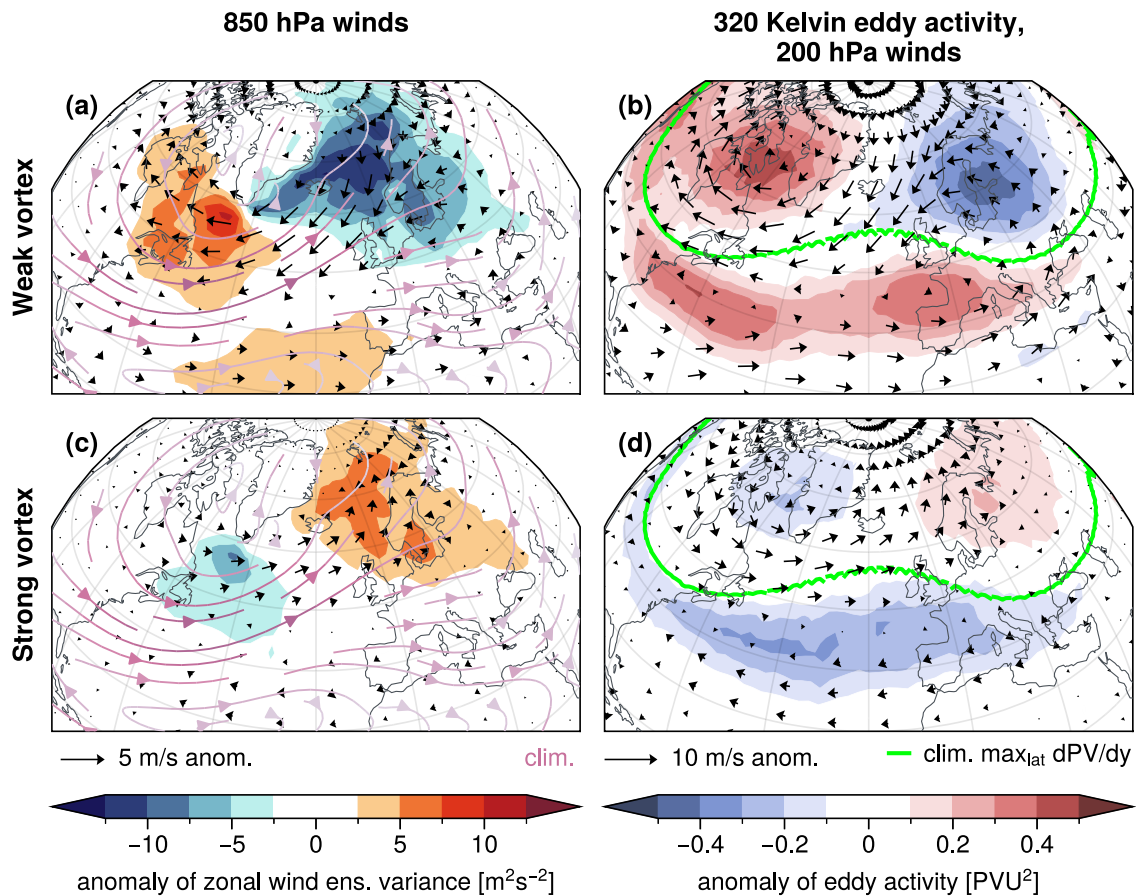 850 hPa winds
320 Kelvin eddy activity,
200 hPa winds
Weak vortex
(a)
(b)
Strong vortex
(c)
(d)
5 m/s anom.
clim.
10 m/s anom.
clim. maxlat dPV/dy
−10 −5 0 5 10
anomaly of zonal wind ens. variance [m²s⁻²]
−0.4 −0.2 0 0.2 0.4
anomaly of eddy activity [PVU²]